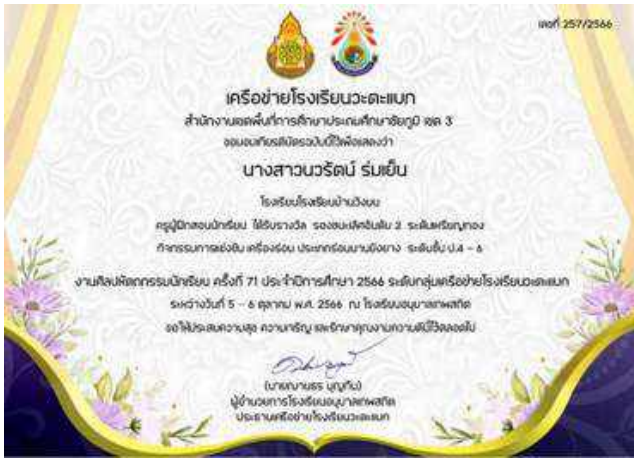 เลขที่ 257/2566
เครือข่ายโรงเรียนวะตะแบก
สำนักงานเขตพื้นที่การศึกษาประถมศึกษาชัยภูมิ เขต 3
ขอมอบเกียรติบัตรฉบับนี้ไว้เพื่อแสดงว่า
นางสาวนวรัตน์ ร่มเย็น
โรงเรียนโรงเรียนบ้านวังขน
ครูผู้ฝึกสอนนักเรียน ได้รับรางวัล รองชนะเลิศอันดับ 2 ระดับเหรียญทอง
กิจกรรมการแข่งขัน เครื่องร่อน ประเภทร่อนนานยิงยาง ระดับชั้น ป.4 - 6
งานศิลปหัตถกรรมนักเรียน ครั้งที่ 71 ประจำปีการศึกษา 2566 ระดับกลุ่มเครือข่ายโรงเรียนวะตะแบก
ระหว่างวันที่ 5 - 6 ตุลาคม พ.ศ. 2566 ณ โรงเรียนอนุบาลเทพสถิต
ขอให้ประสบความสุข ความเจริญ และรักษาคุณงามความดีนี้ไว้ตลอดไป
ผู้อำนวยการโรงเรียนอนุบาลเทพสถิต
ประธานเครือข่ายโรงเรียนวะตะแบก